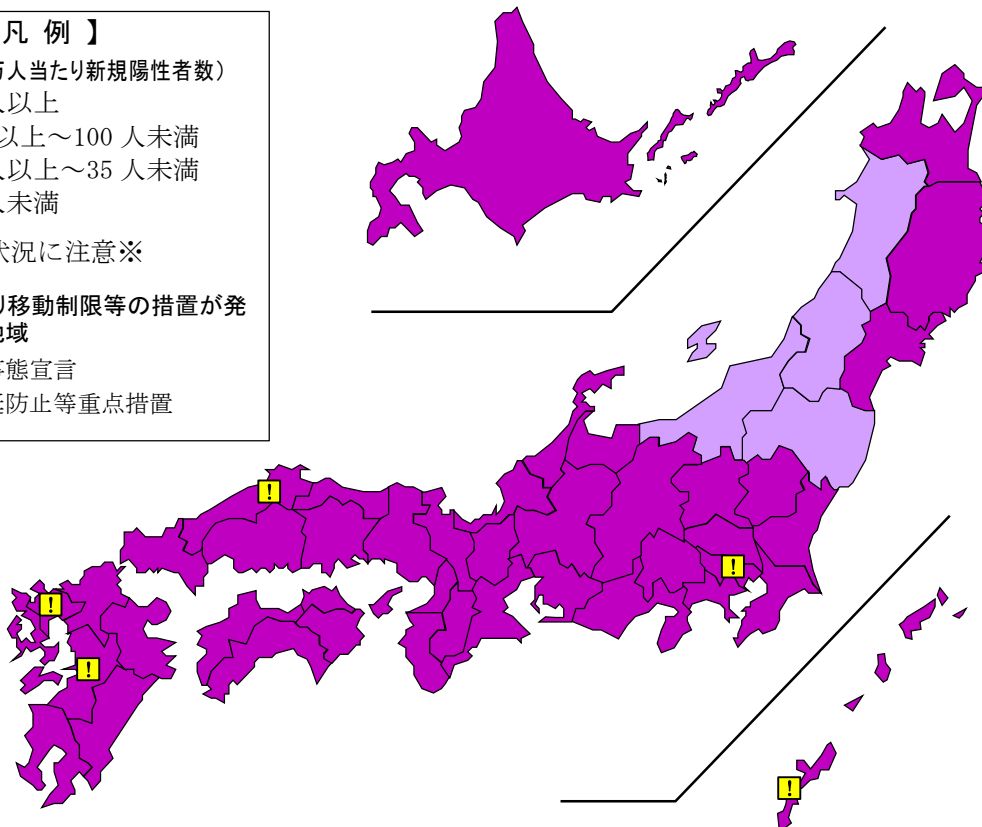 凡 例 】
万人当たり新規陽性者数）
人以上
以上～100 人未満
人以上～35 人未満
人未満
状況に注意※
り移動制限等の措置が発
地域
事態宣言
延防止等重点措置
!
!
!
!
!